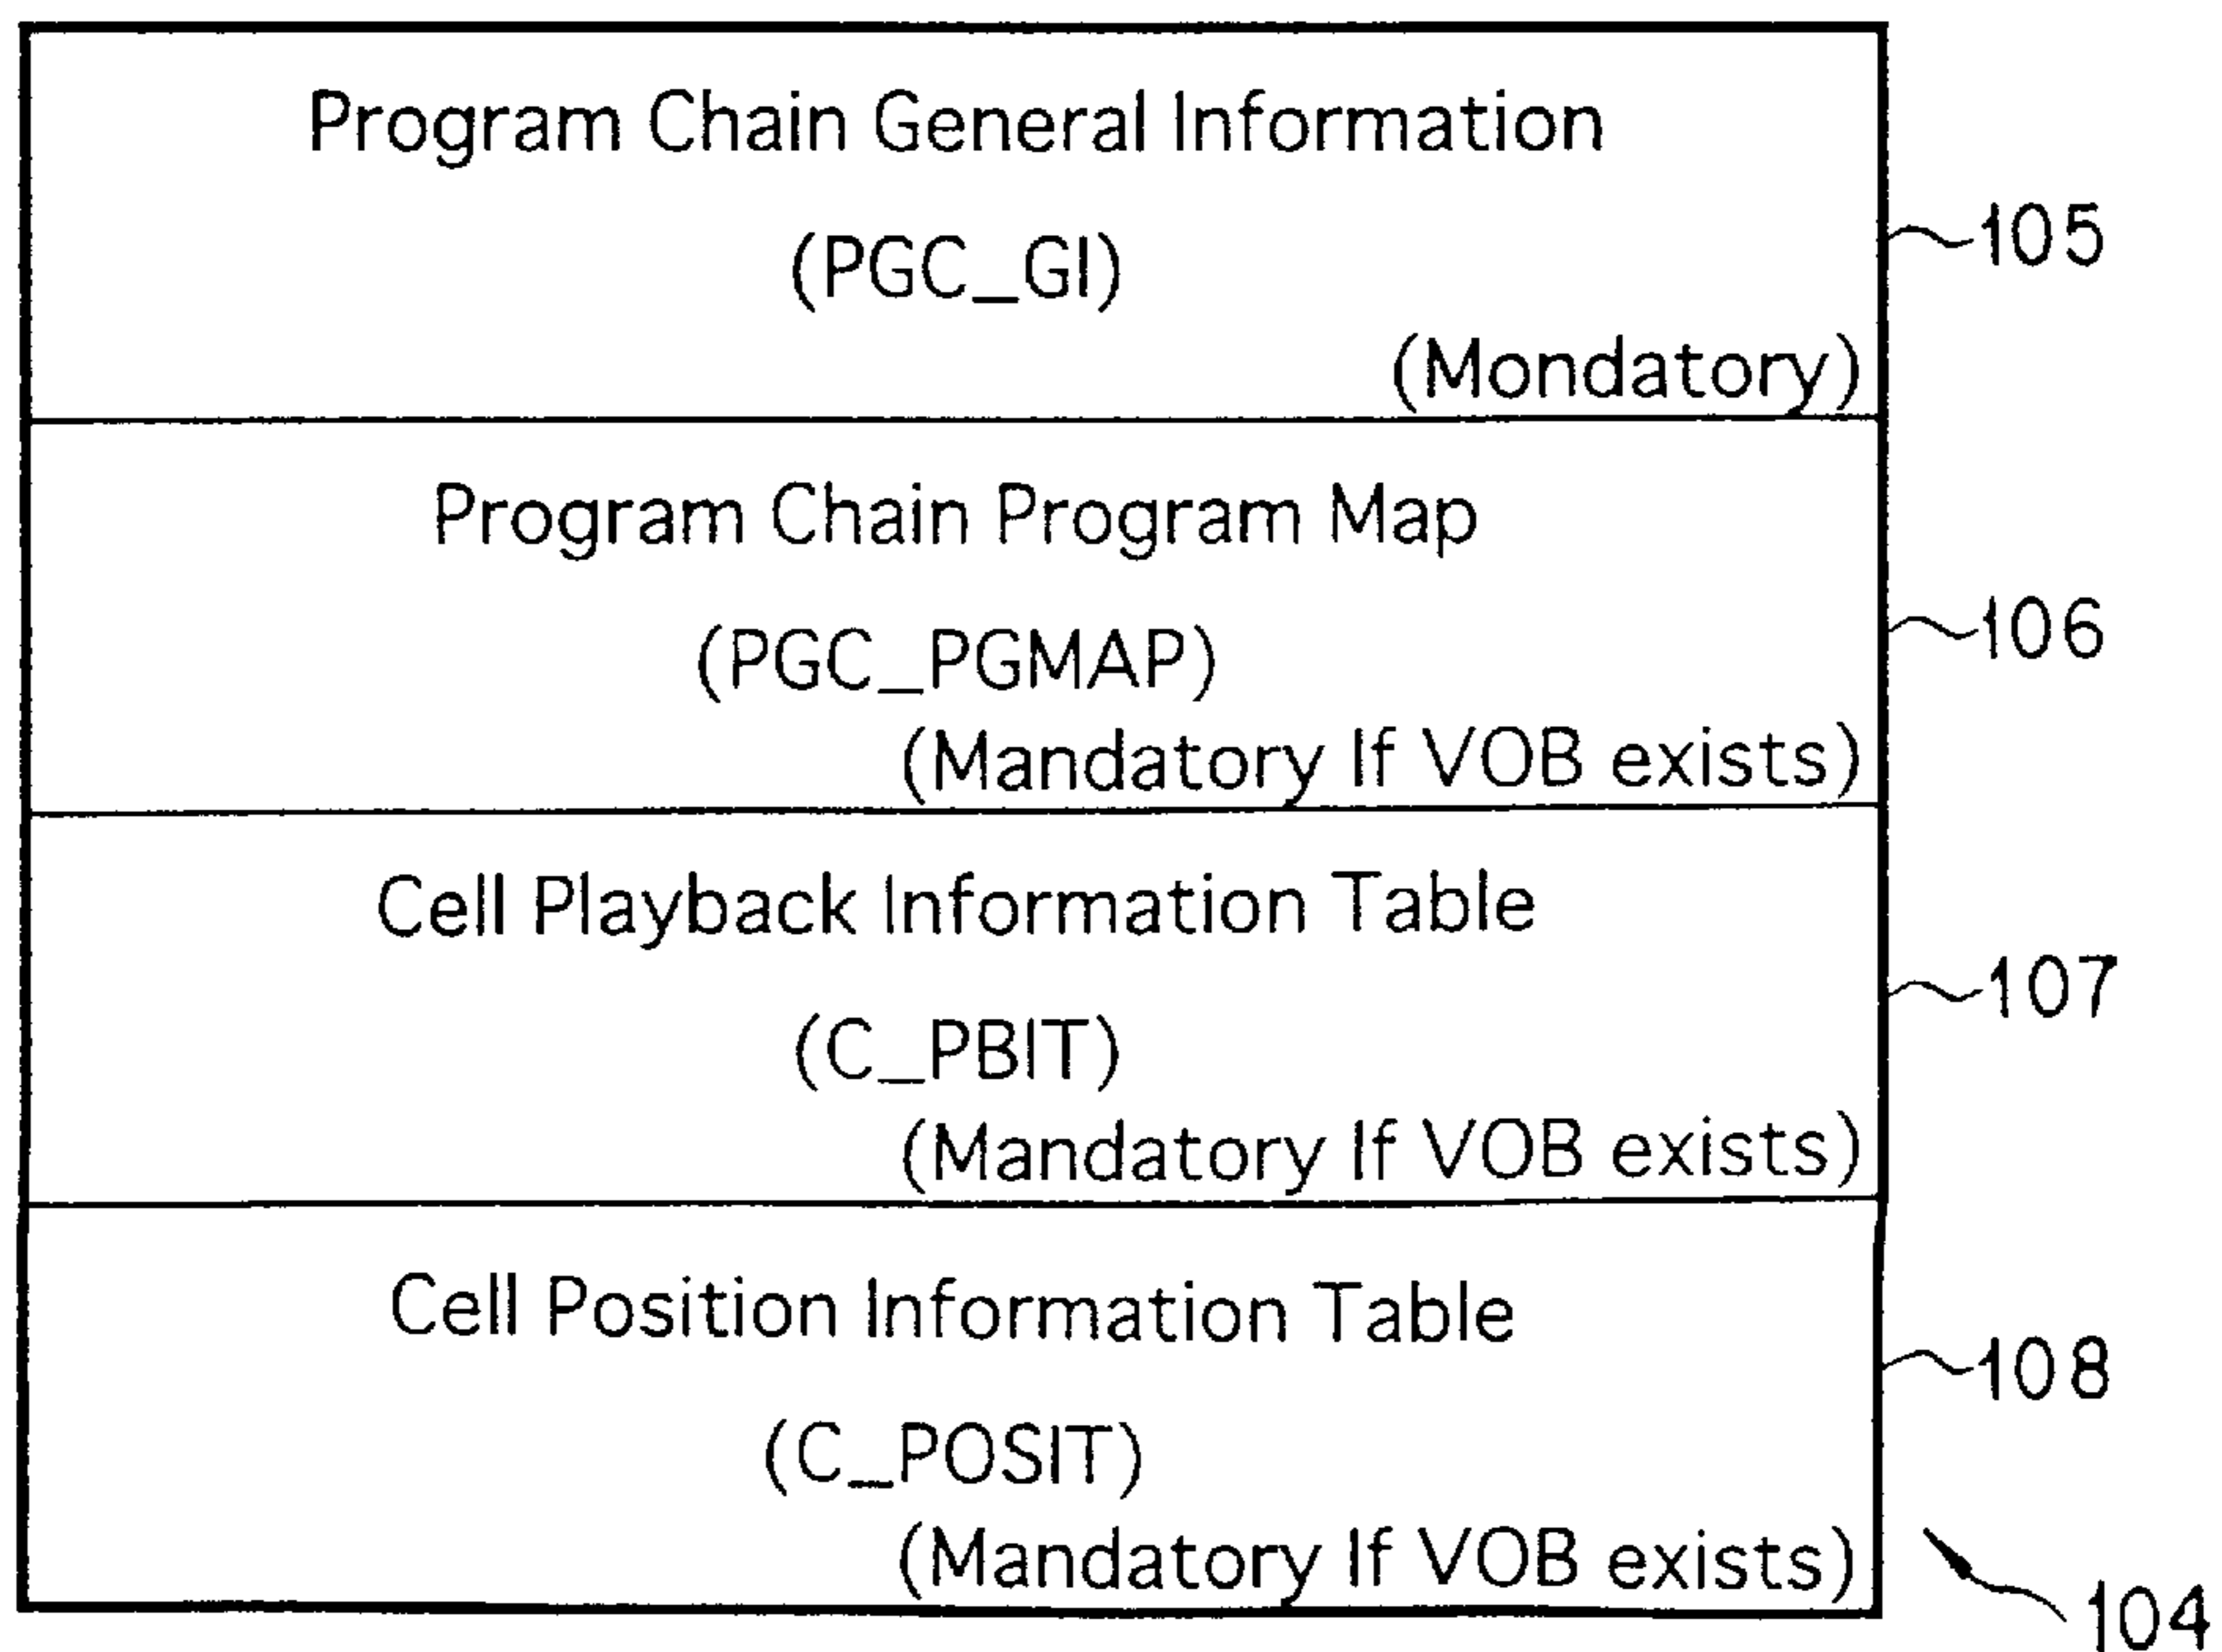 Program Chain General Information
(PGC_GI)
(Mondatory)
105
Program Chain Program Map
(PGC_PGMAP)
(Mandatory If VOB exists)
106
Cell Playback Information Table
(C_PBIT)
(Mandatory If VOB exists)
107
Cell Position Information Table
(C_POSIT)
(Mandatory If VOB exists)
108
104